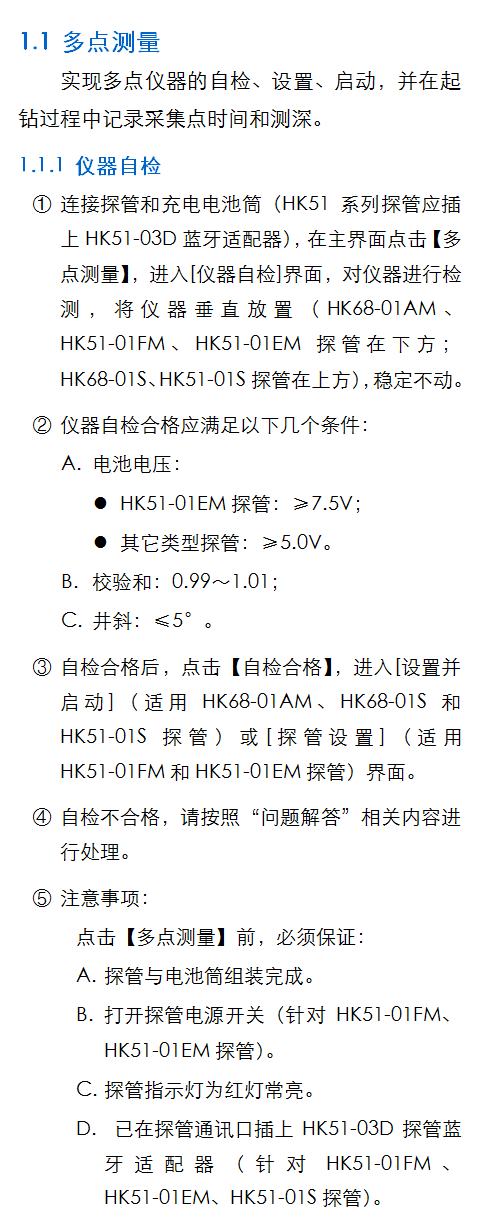 1.1 多点测量
实现多点仪器的自检、设置、启动，并在起
钻过程中记录采集点时间和测深。
1.1.1 仪器自检
① 连接探管和充电电池筒（HK51 系列探管应插
上 HK51-03D 蓝牙适配器），在主界面点击【多
点测量】，进入[仪器自检]界面，对仪器进行检
测，将仪器垂直放置（HK68-01AM、
HK51-01FM、HK51-01EM 探管在下方；
HK68-01S、HK51-01S 探管在上方），稳定不动。
② 仪器自检合格应满足以下几个条件：
A. 电池电压：
● HK51-01EM 探管：≥7.5V；
● 其它类型探管：≥5.0V。
B. 校验和：0.99～1.01；
C. 井斜：≤5°。
③ 自检合格后，点击【自检合格】，进入[设置并
启动]（适用 HK68-01AM、HK68-01S 和
HK51-01S 探管）或[探管设置]（适用
HK51-01FM 和 HK51-01EM 探管）界面。
④ 自检不合格，请按照“问题解答”相关内容进
行处理。
⑤ 注意事项：
点击【多点测量】前，必须保证：
A. 探管与电池筒组装完成。
B. 打开探管电源开关（针对 HK51-01FM、
HK51-01EM 探管）。
C. 探管指示灯为红灯常亮。
D. 已在探管通讯口插上 HK51-03D 探管蓝
牙适配器（针对 HK51-01FM、
HK51-01EM、HK51-01S 探管）。